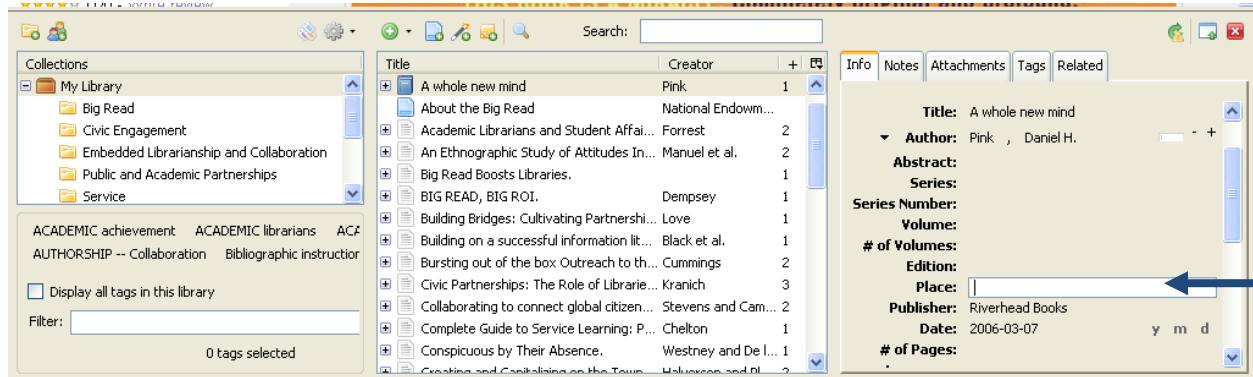 Search:
Collections
My Library
Big Read
Civic Engagement
Embedded Librarianship and Collaboration
Public and Academic Partnerships
Service
ACADEMIC achievement ACADEMIC librarians ACA
AUTHORSHIP -- Collaboration Bibliographic instruction
Display all tags in this library
Filter:
0 tags selected
Title Creator +
A whole new mind Pink 1
About the Big Read National Endowm...
Academic Librarians and Student Affai... Forrest 2
An Ethnographic Study of Attitudes In... Manuel et al. 2
Big Read Boosts Libraries. 1
BIG READ, BIG ROI. Dempsey 1
Building Bridges: Cultivating Partnershi... Love 1
Building on a successful information lit... Black et al. 1
Bursting out of the box Outreach to th... Cummings 2
Civic Partnerships: The Role of Librarie... Kranich 3
Collaborating to connect global citizen... Stevens and Cam... 2
Complete Guide to Service Learning: P... Chelton 1
Conspicuous by Their Absence. Westney and De l... 1
Info Notes Attachments Tags Related
Title: A whole new mind
Author: Pink , Daniel H. - +
Abstract:
Series:
Series Number:
Volume:
# of Volumes:
Edition:
Place:
Publisher: Riverhead Books
Date: 2006-03-07 y m d
# of Pages: